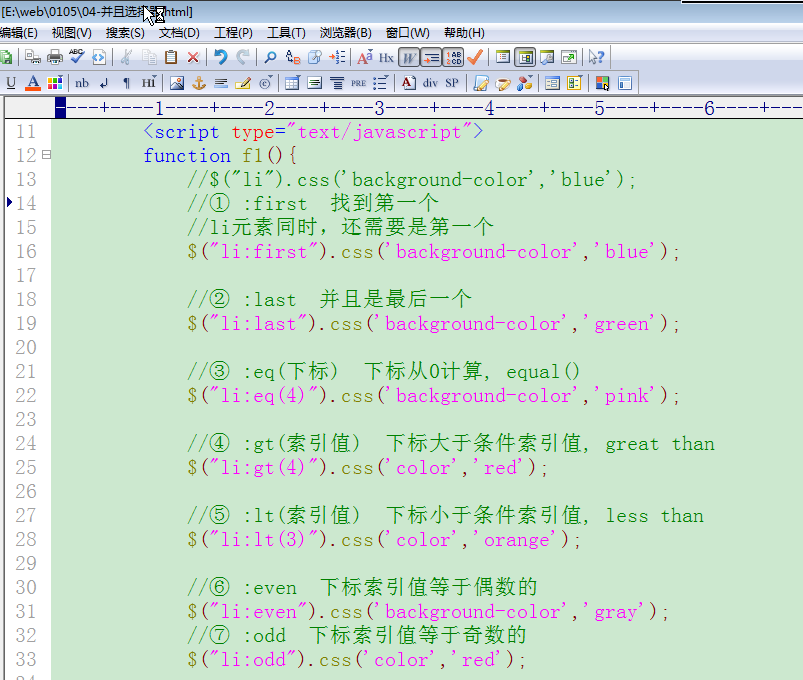 [E:\web\0105\04-并且选择器.html]
编辑(E) 视图(V) 搜索(S) 文档(D) 工程(P) 工具(T) 浏览器(B) 窗口(W) 帮助(H)
U A nb ¶ HI PRE A div SP
----+----1----+----2----+----3----+----4----+----5----+----6----+---
11 <script type="text/javascript">
12 function f1(){
13 //$("li").css('background-color','blue');
14 //① :first 找到第一个
15 //li元素同时，还需要是第一个
16 $("li:first").css('background-color','blue');
17
18 //② :last 并且是最后一个
19 $("li:last").css('background-color','green');
20
21 //③ :eq(下标) 下标从0计算, equal()
22 $("li:eq(4)").css('background-color','pink');
23
24 //④ :gt(索引值) 下标大于条件索引值, great than
25 $("li:gt(4)").css('color','red');
26
27 //⑤ :lt(索引值) 下标小于条件索引值, less than
28 $("li:lt(3)").css('color','orange');
29
30 //⑥ :even 下标索引值等于偶数的
31 $("li:even").css('background-color','gray');
32 //⑦ :odd 下标索引值等于奇数的
33 $("li:odd").css('color','red');